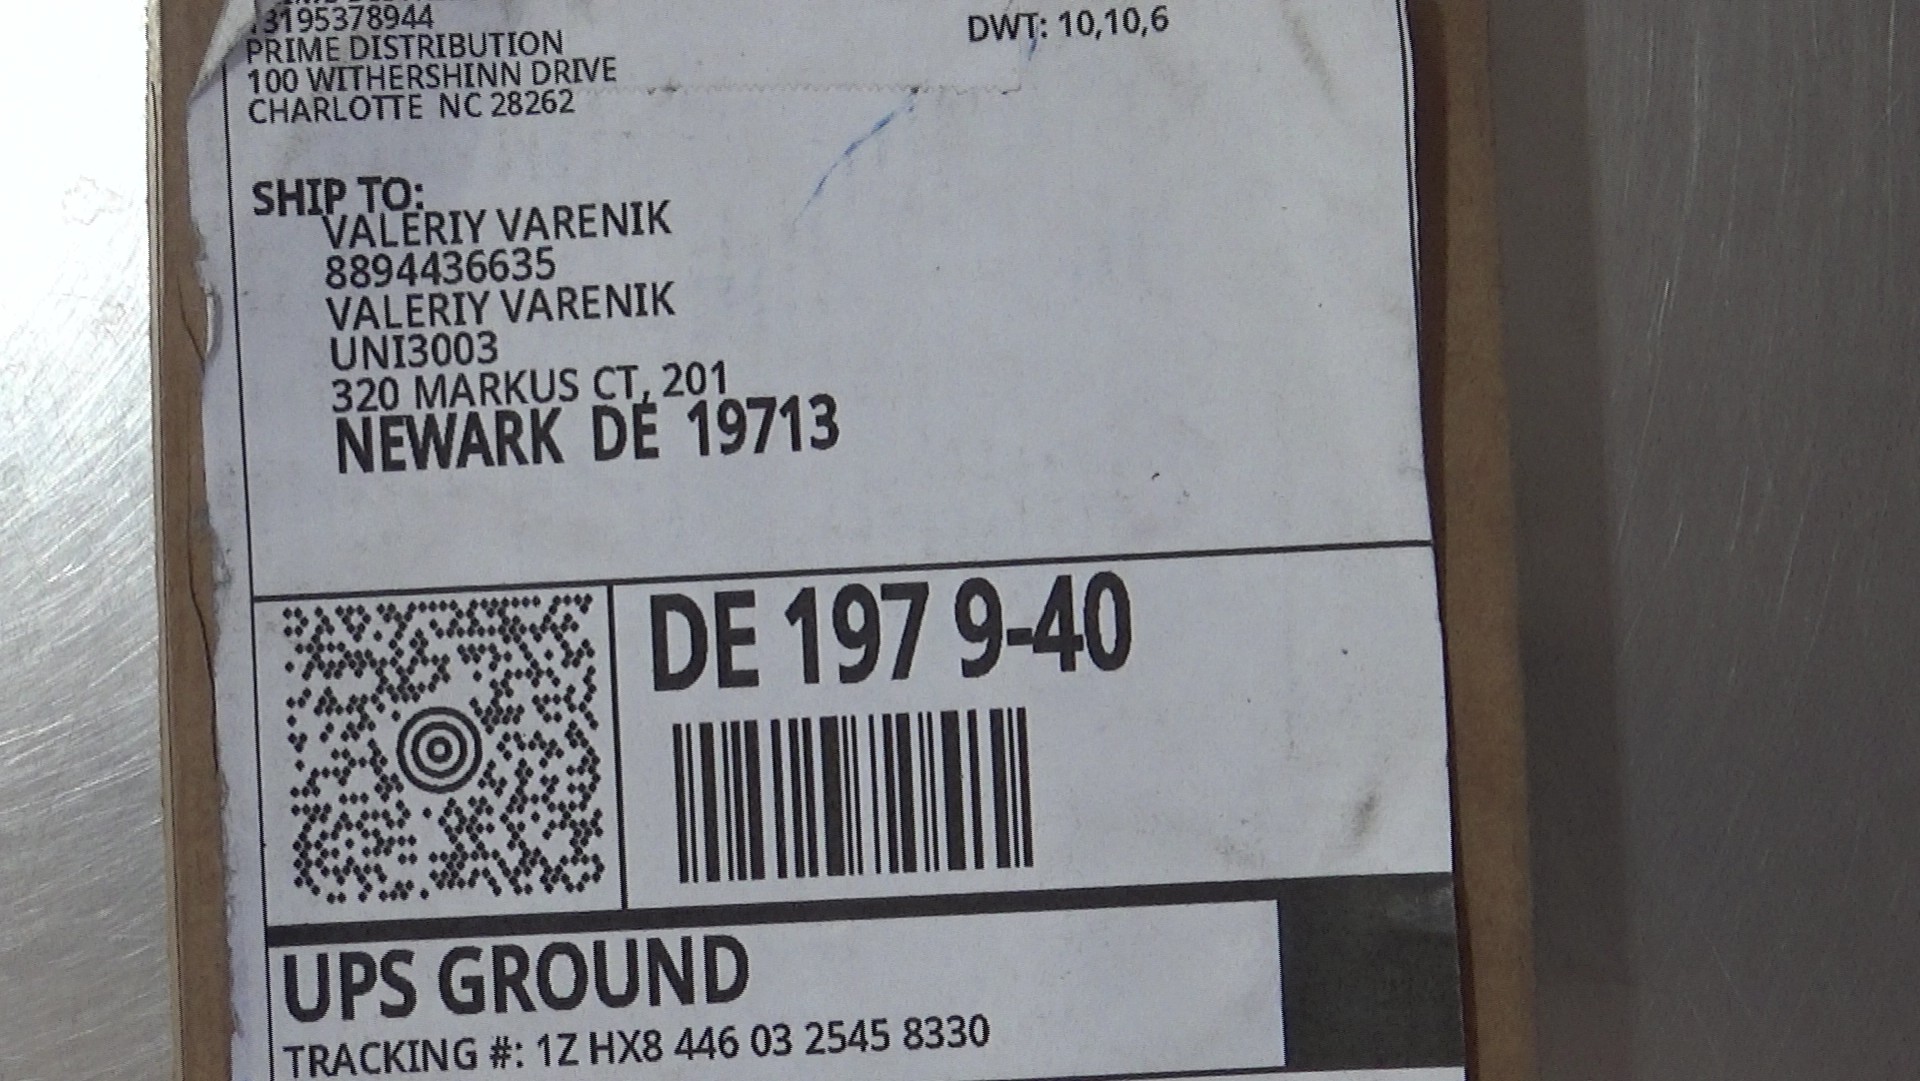 3195378944
PRIME DISTRIBUTION
100 WITHERSHINN DRIVE
CHARLOTTE NC 28262
DWT: 10,10,6
SHIP TO:
VALERIY VARENIK
8894436635
VALERIY VARENIK
UNI3003
320 MARKUS CT, 201
NEWARK DE 19713
DE 197 9-40
UPS GROUND
TRACKING #: 1Z HX8 446 03 2545 8330